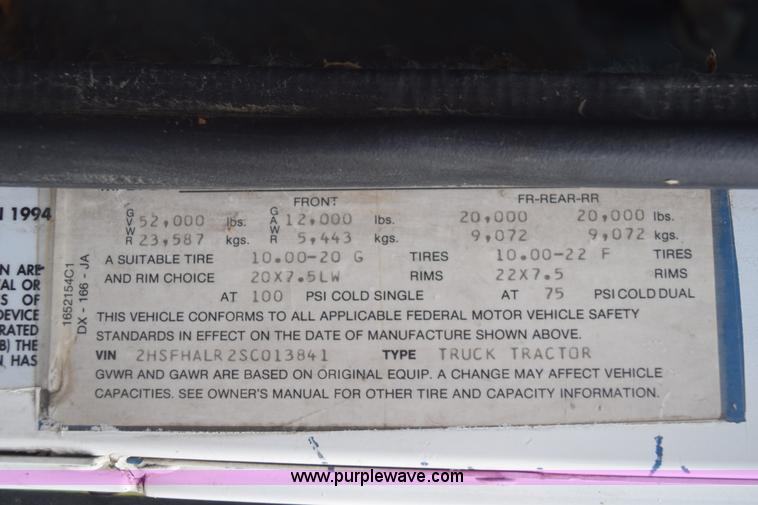 FRONT FR-REAR-RR
GVWR 52,000 lbs. GAWR 12,000 lbs. 20,000 20,000 lbs.
23,587 kgs. 5,443 kgs. 9,072 9,072 kgs.
A SUITABLE TIRE 10.00-20 G TIRES 10.00-22 F TIRES
AND RIM CHOICE 20X7.5LW RIMS 22X7.5 RIMS
AT 100 PSI COLD SINGLE AT 75 PSI COLD DUAL
THIS VEHICLE CONFORMS TO ALL APPLICABLE FEDERAL MOTOR VEHICLE SAFETY
STANDARDS IN EFFECT ON THE DATE OF MANUFACTURE SHOWN ABOVE.
VIN 2HSFHALR2SC013841 TYPE TRUCK TRACTOR
GVWR AND GAWR ARE BASED ON ORIGINAL EQUIP. A CHANGE MAY AFFECT VEHICLE
CAPACITIES. SEE OWNER'S MANUAL FOR OTHER TIRE AND CAPACITY INFORMATION.
1652154C1
DX - 166 - JA
1994
ARE
OR
OF
DEVICE
THE
HAS
www.purplewave.com